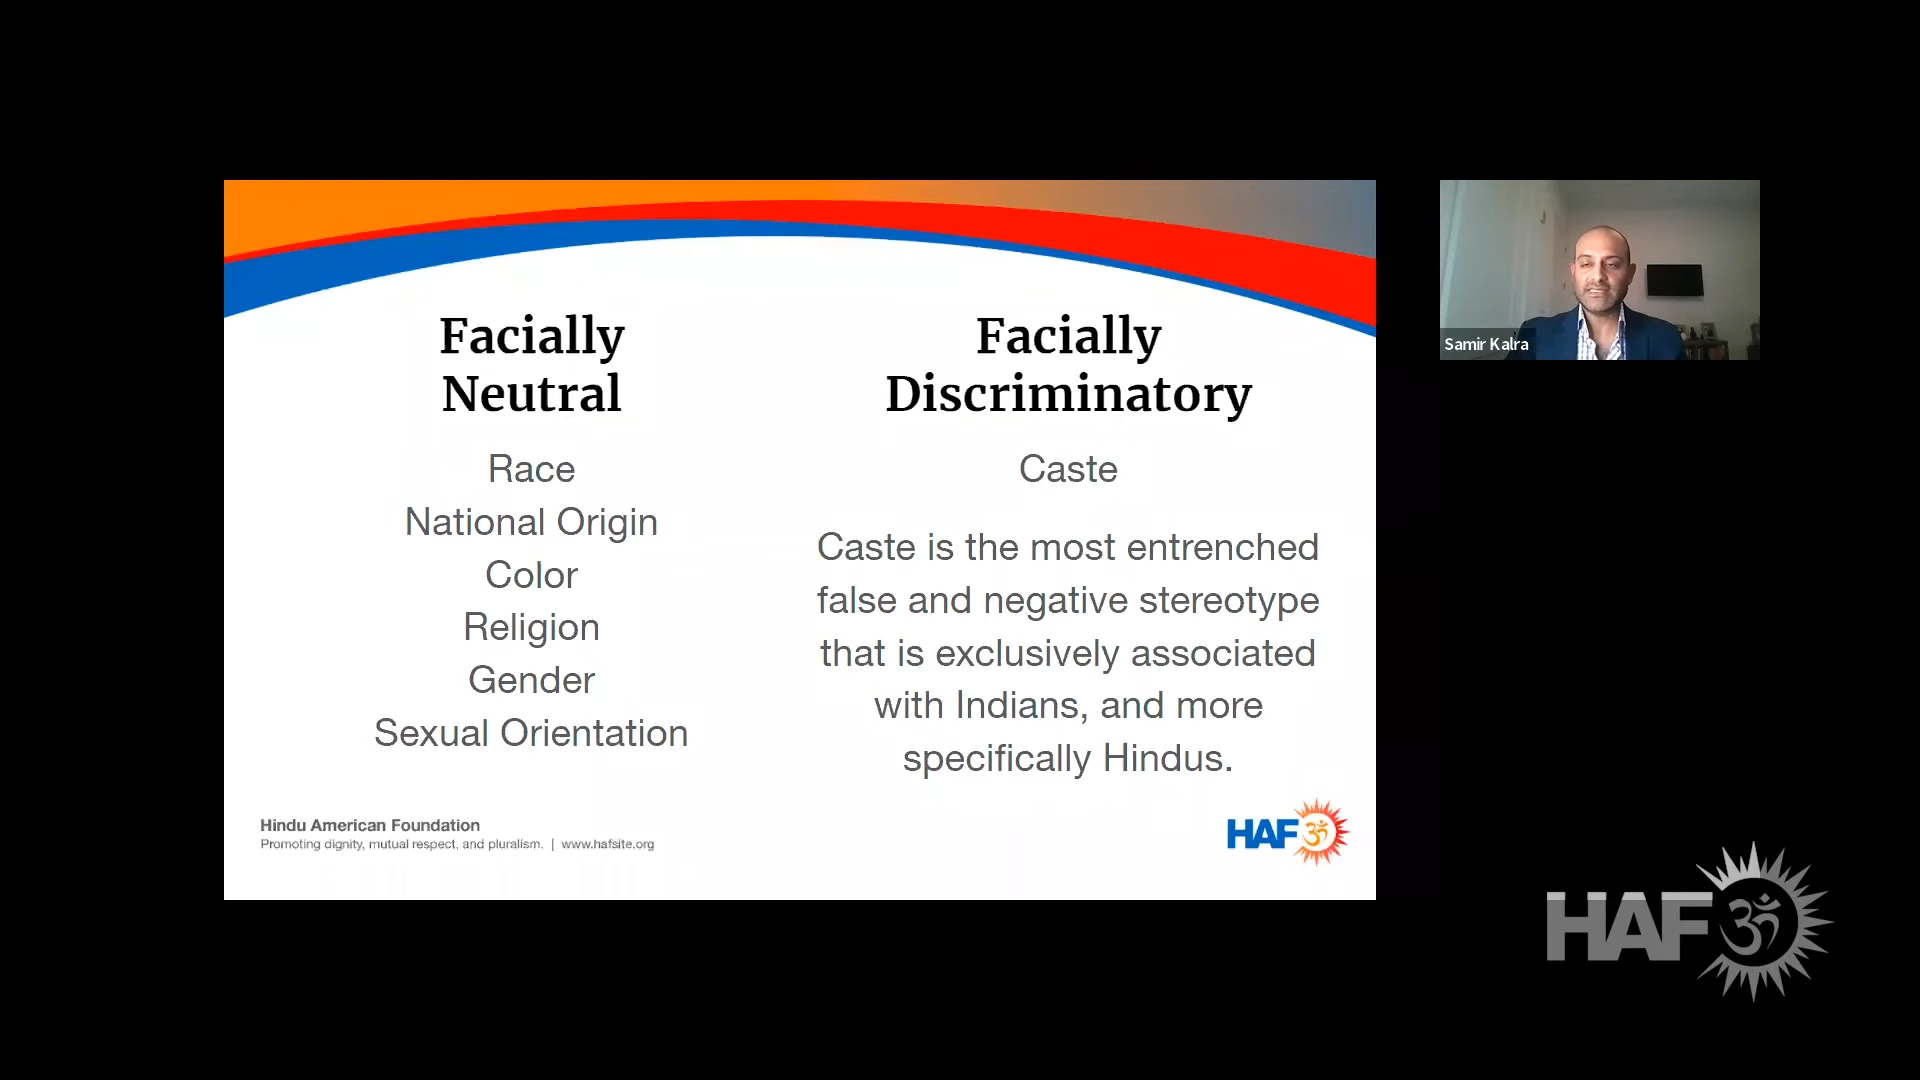 Facially
Neutral
Race
National Origin
Color
Religion
Gender
Sexual Orientation
Facially
Discriminatory
Caste
Caste is the most entrenched
false and negative stereotype
that is exclusively associated
with Indians, and more
specifically Hindus.
Hindu American Foundation
Promoting dignity, mutual respect, and pluralism. | www.hafsite.org
HAFॐ
Samir Kalra
HAFॐ